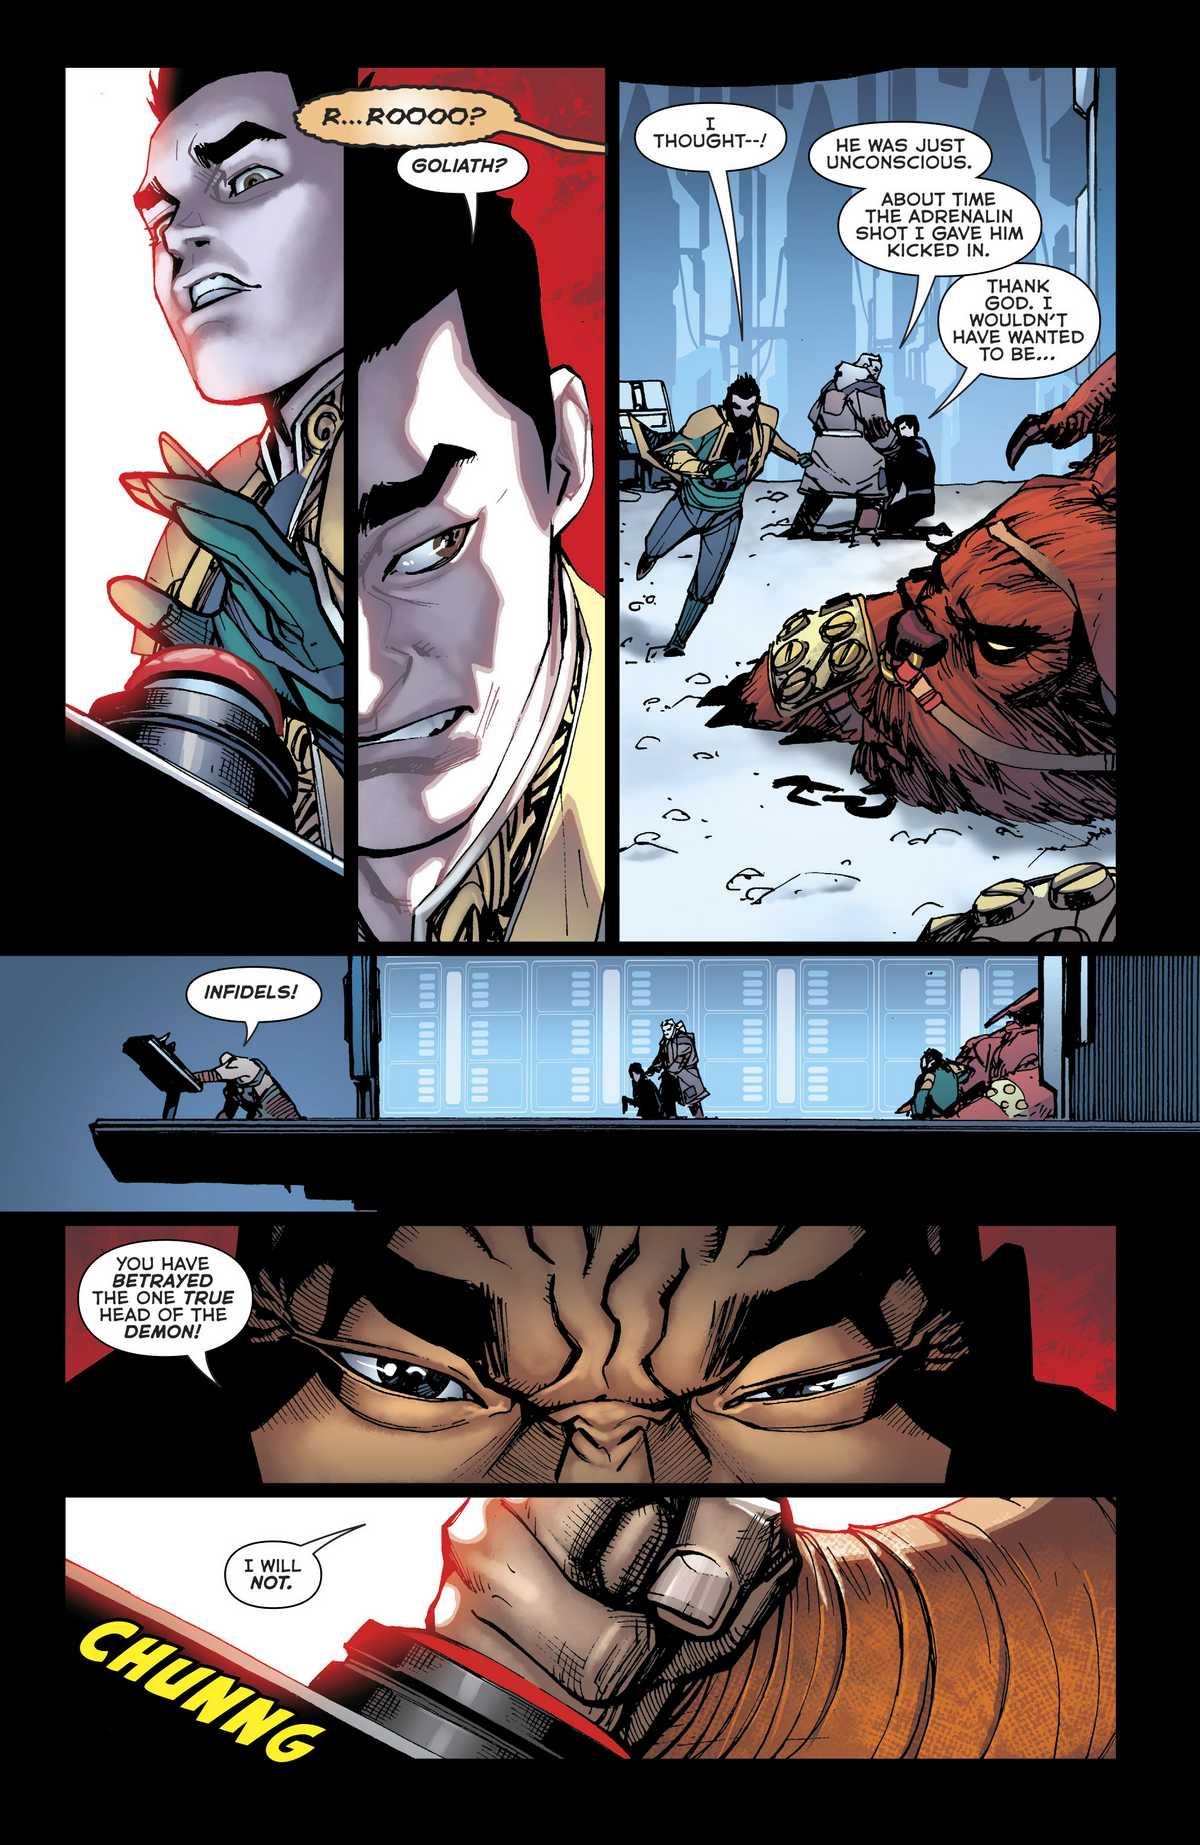 R...ROOOO?
GOLIATH?
I
THOUGHT--!
HE WAS JUST
UNCONSCIOUS.
ABOUT TIME
THE ADRENALIN
SHOT I GAVE HIM
KICKED IN.
THANK
GOD. I
WOULDN'T
HAVE WANTED
TO BE...
INFIDELS!
YOU HAVE
BETRAYED
THE ONE TRUE
HEAD OF THE
DEMON!
I WILL
NOT.
CHUNNG